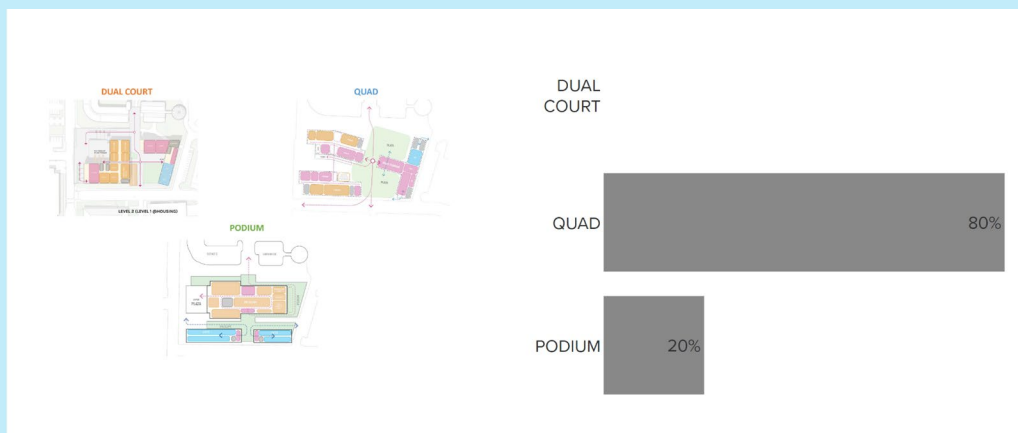 DUAL COURT
QUAD
LEVEL 2 (LEVEL 1 @HOUSING)
PODIUM
DUAL
COURT
QUAD
80%
PODIUM
20%